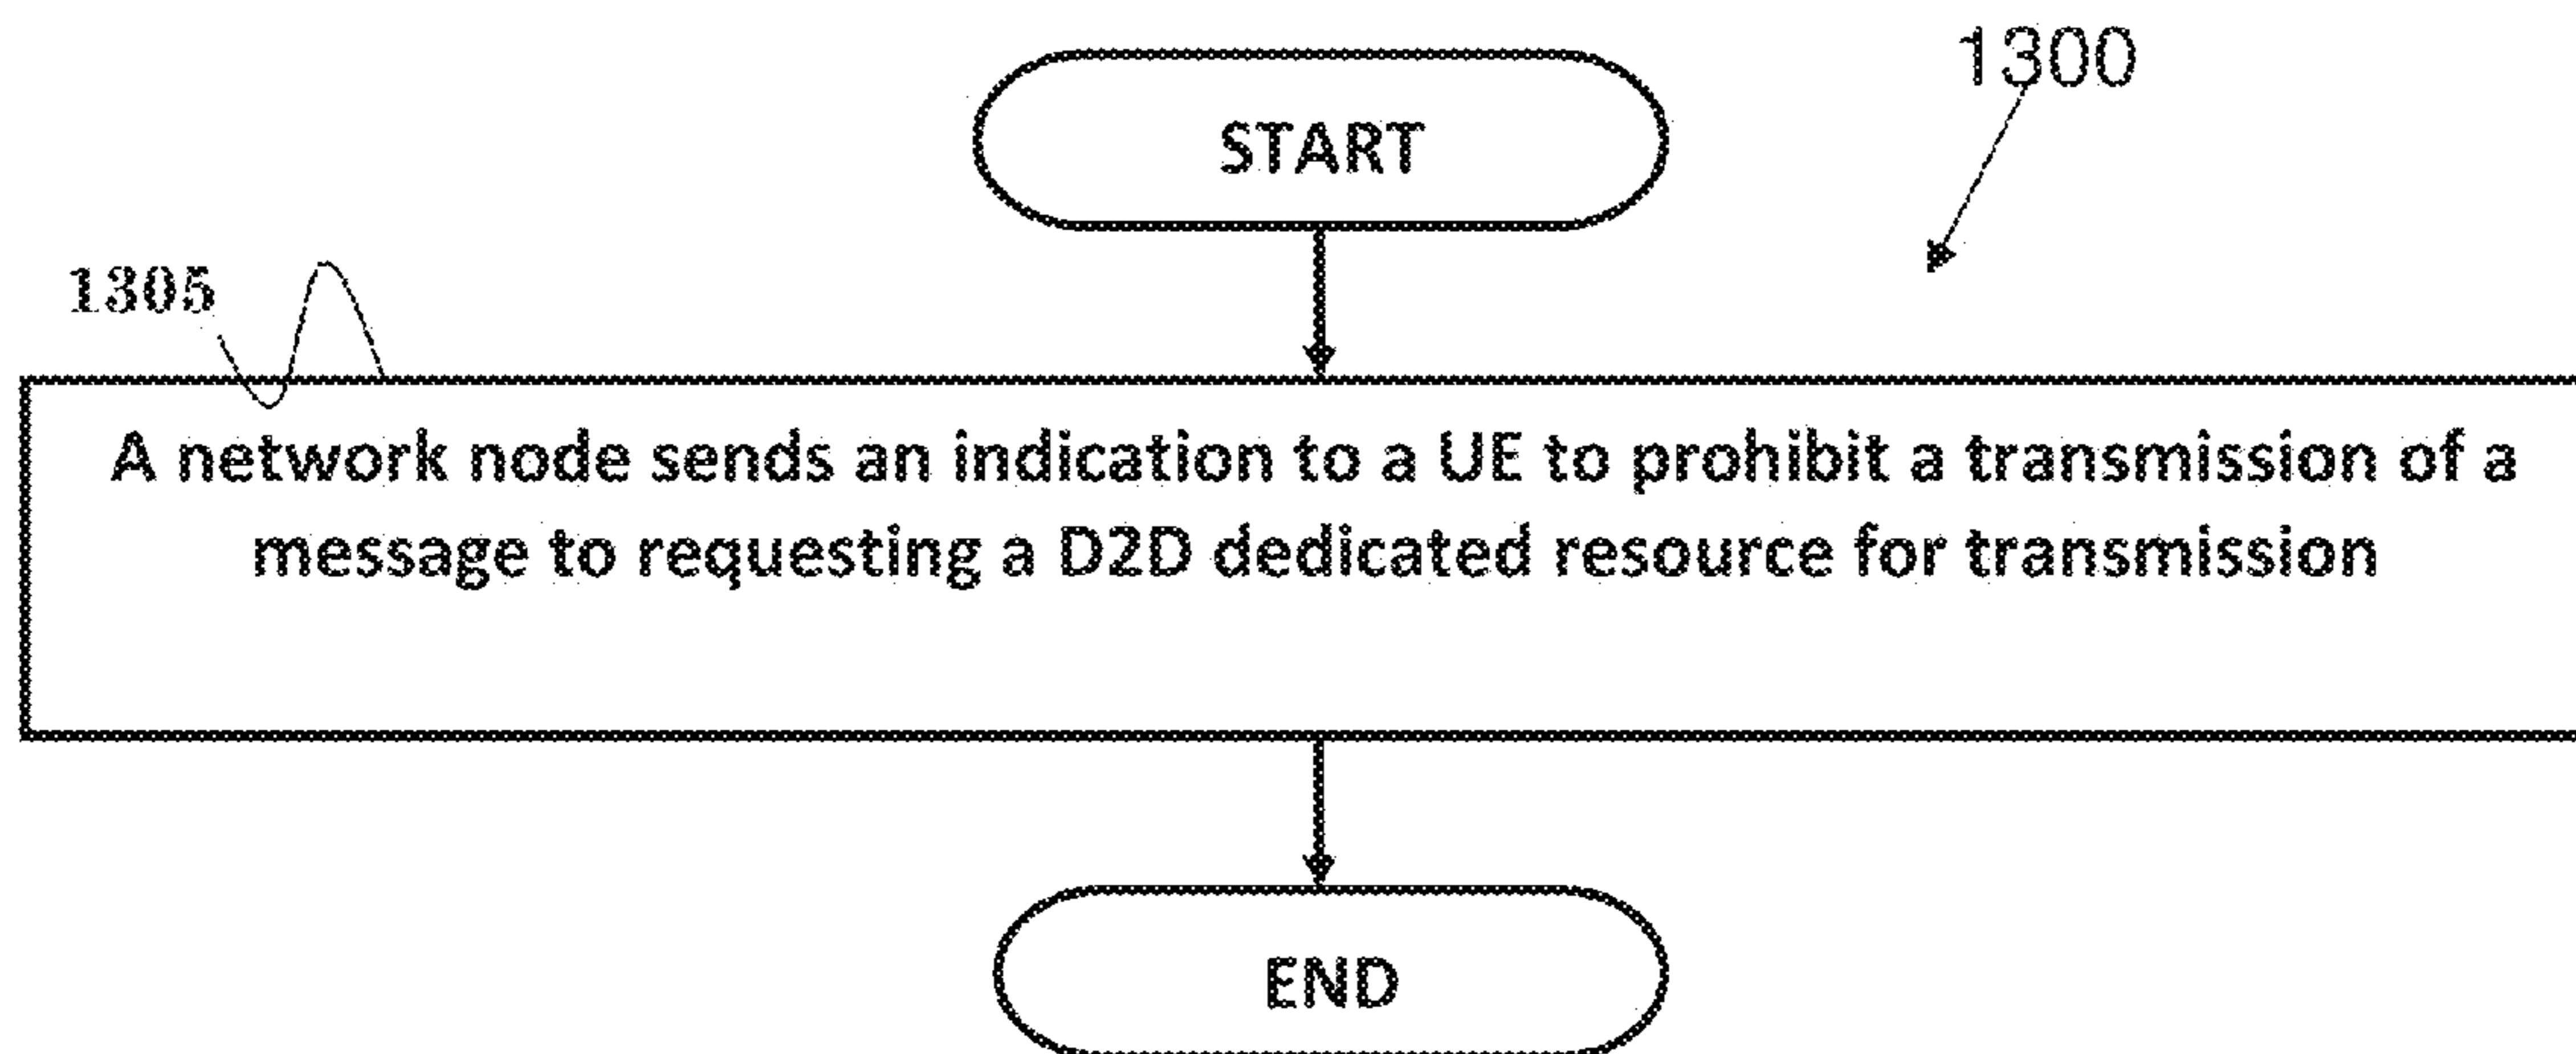 1300
START
1305
A network node sends an indication to a UE to prohibit a transmission of a
message to requesting a D2D dedicated resource for transmission
END